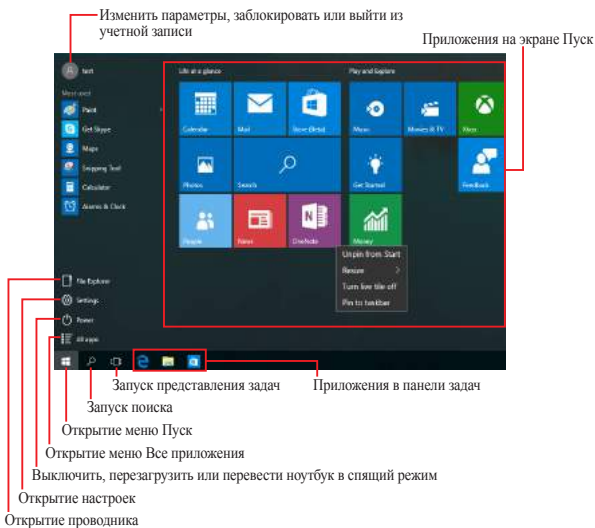 Изменить параметры, заблокировать или выйти из
учетной записи
Приложения на экране Пуск
test
Life at a glance
Play and Explore
Most used
Paint
Get Skype
Maps
Snipping Tool
Calculator
Alarms & Clock
Calendar
Mail
Store (Beta)
Music
Movies & TV
Xbox
Photos
Search
Get Started
Feedback
People
News
OneNote
Money
Unpin from Start
Resize
Turn live tile off
Pin to taskbar
File Explorer
Settings
Power
All apps
Запуск представления задач
Приложения в панели задач
Запуск поиска
Открытие меню Пуск
Открытие меню Все приложения
Выключить, перезагрузить или перевести ноутбук в спящий режим
Открытие настроек
Открытие проводника